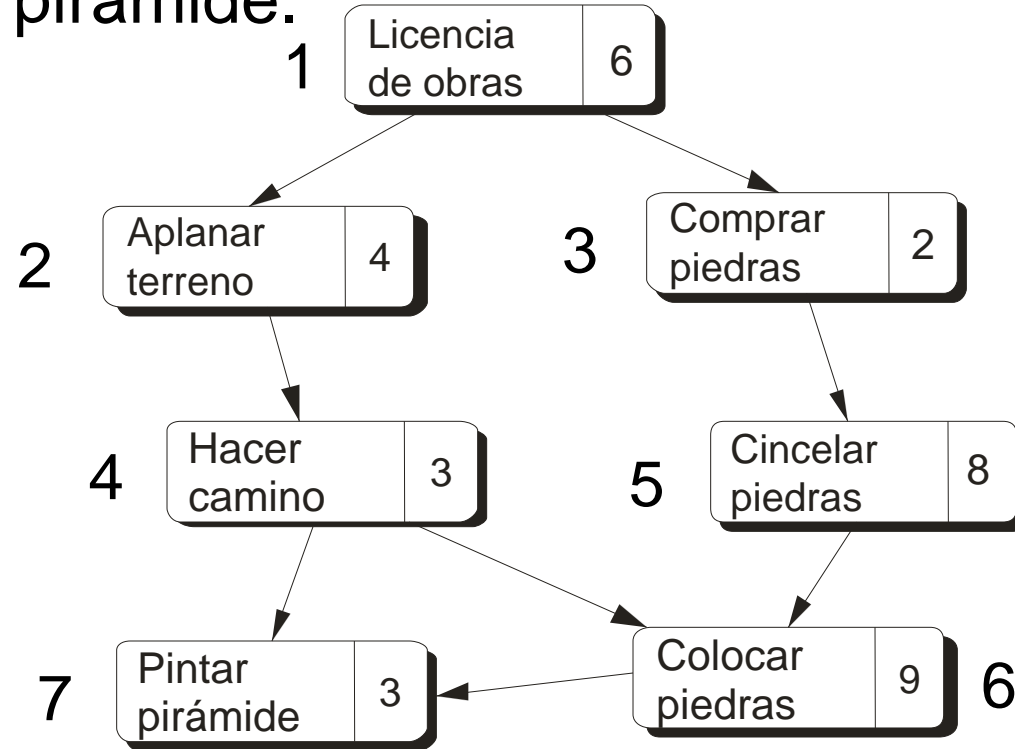 pirámide.
1
Licencia
de obras
6
2
Aplanar
terreno
4
3
Comprar
piedras
2
4
Hacer
camino
3
5
Cincelar
piedras
8
7
Pintar
pirámide
3
Colocar
piedras
9
6